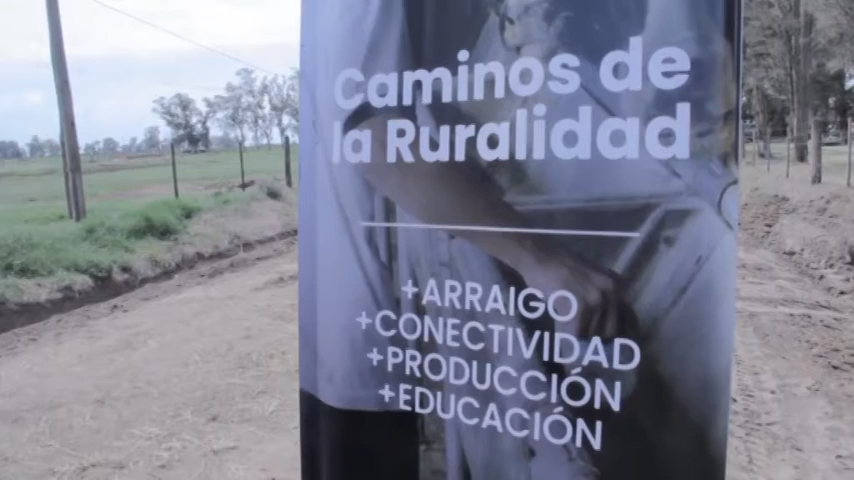 Caminos de
la Ruralidad
+ARRAIGO
+CONECTIVIDAD
+PRODUCCIÓN
+EDUCACIÓN